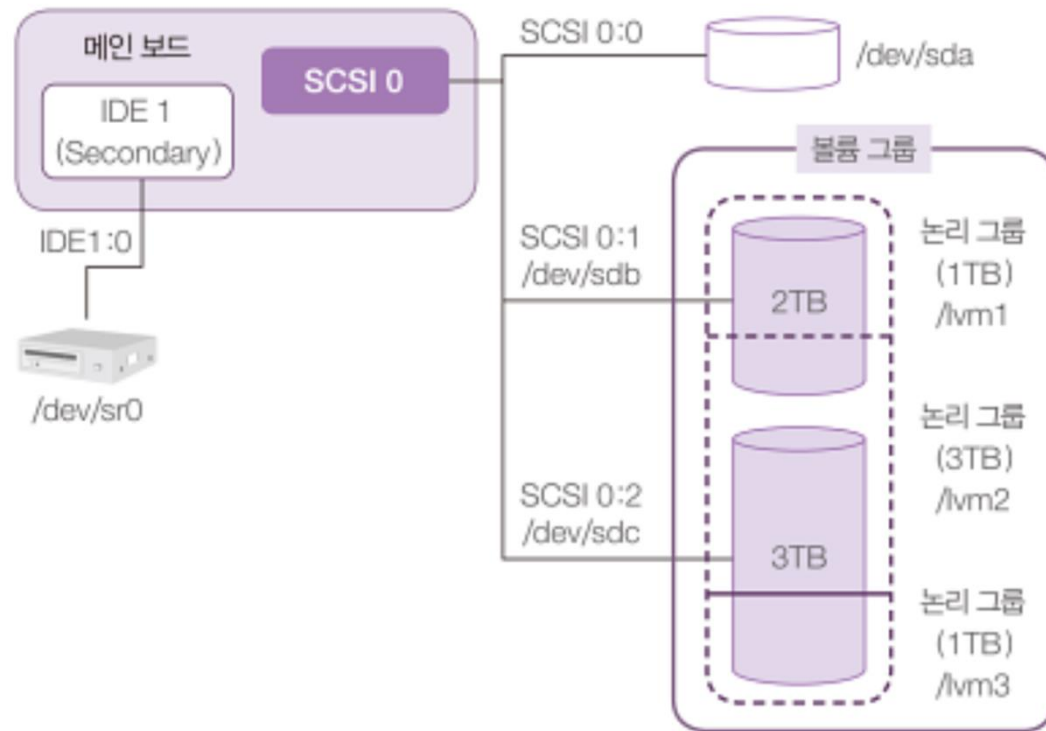 메인 보드
SCSI 0
IDE 1
(Secondary)
IDE1:0
/dev/sr0
SCSI 0:0
/dev/sda
볼륨 그룹
SCSI 0:1
/dev/sdb
2TB
논리 그룹
(1TB)
/lvm1
논리 그룹
(3TB)
/lvm2
SCSI 0:2
/dev/sdc
3TB
논리 그룹
(1TB)
/lvm3